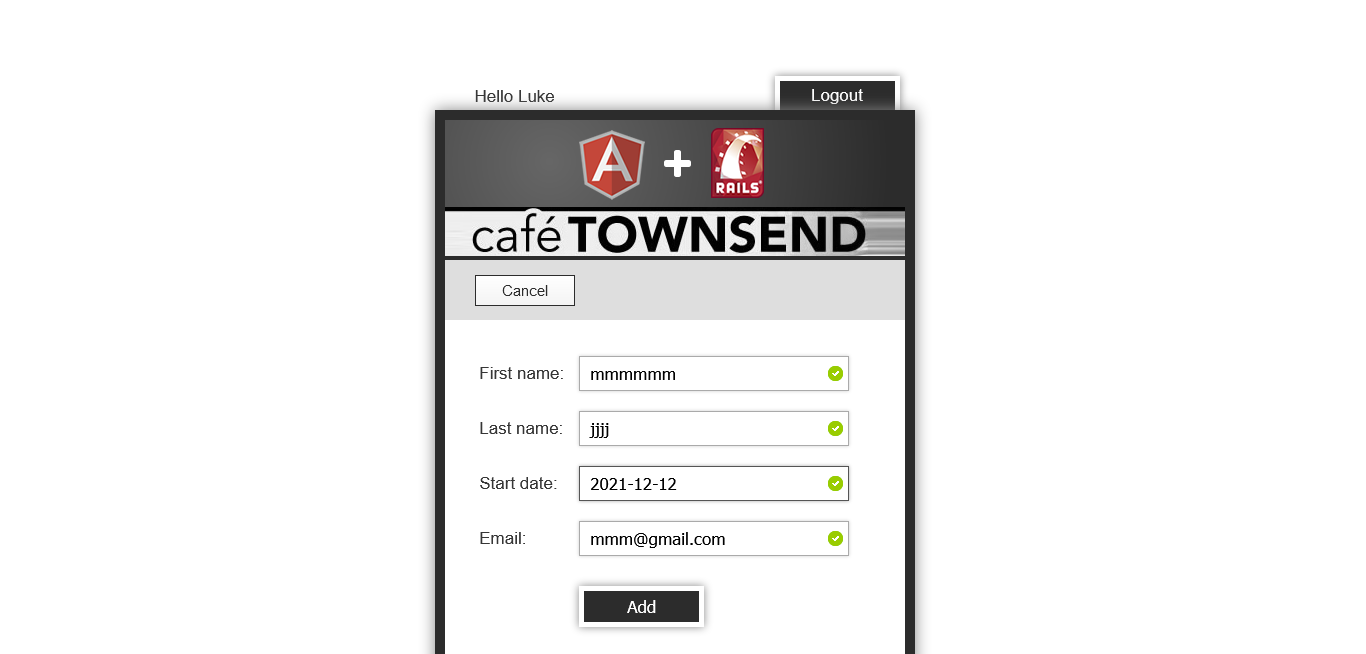 Hello Luke
Logout
A
RAILS®
café TOWNSEND
Cancel
First name: mmmmmm
Last name: jjjj
Start date: 2021-12-12
Email: mmm@gmail.com
Add